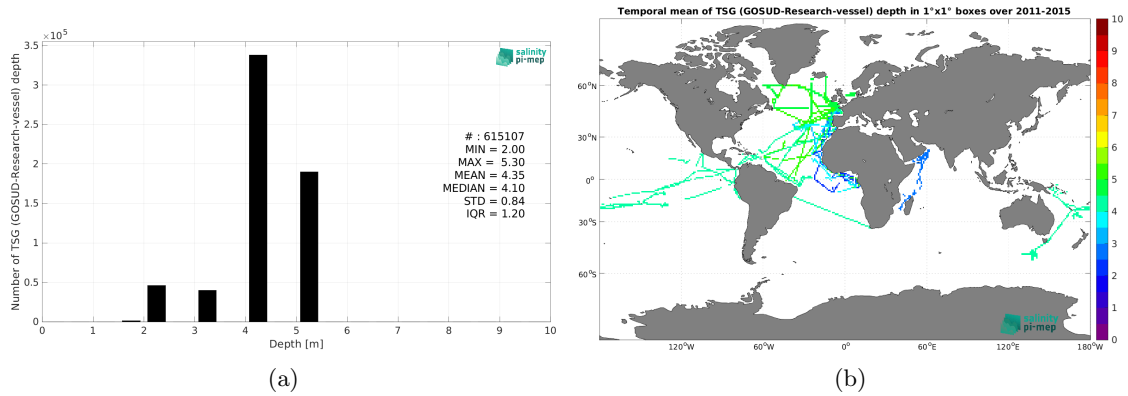 ×10⁵
3.5
3
2.5
2
1.5
1
0.5
0
Number of TSG (GOSUD-Research-vessel) depth
salinity
pi-mep
# : 615107
MIN = 2.00
MAX = 5.30
MEAN = 4.35
MEDIAN = 4.10
STD = 0.84
IQR = 1.20
0 1 2 3 4 5 6 7 8 9 10
Depth [m]
(a)
Temporal mean of TSG (GOSUD-Research-vessel) depth in 1°x1° boxes over 2011-2015
60°N
30°N
0°
30°S
60°S
120°W 60°W 0° 60°E 120°E 180°W
salinity
pi-mep
10
9
8
7
6
5
4
3
2
1
0
(b)